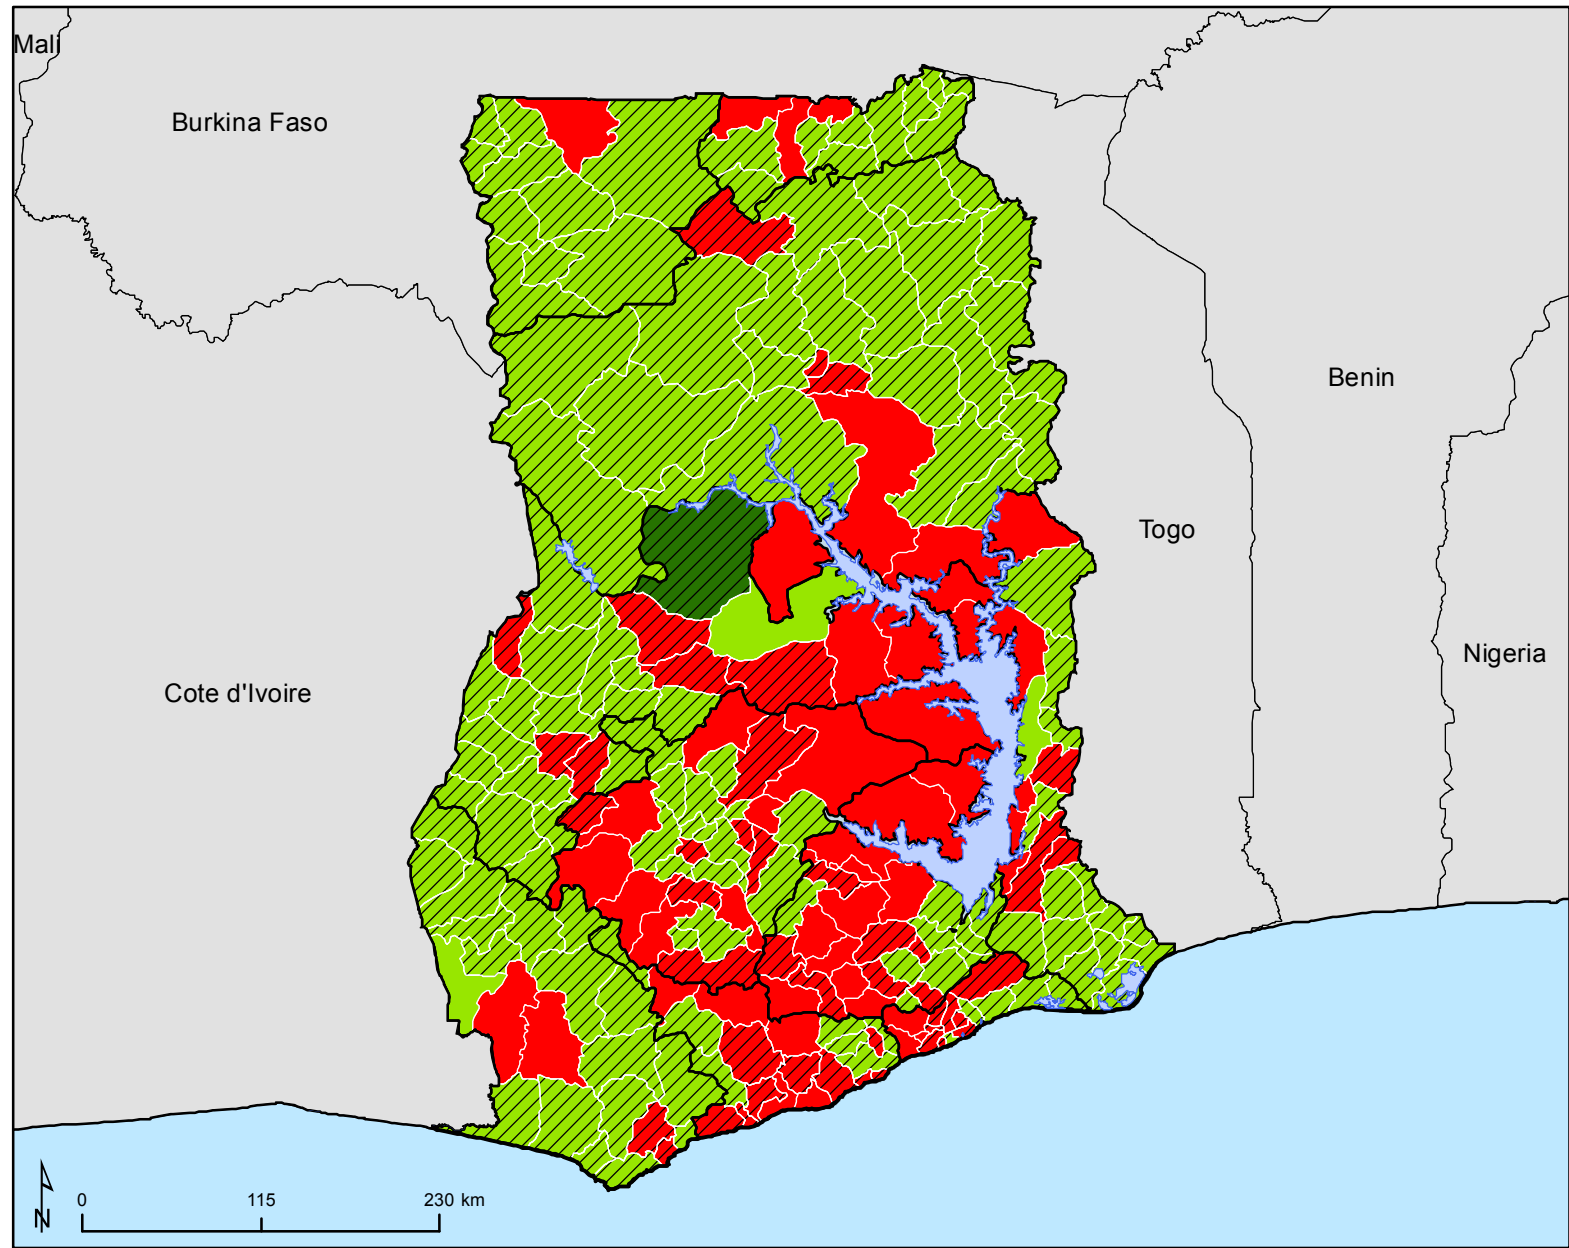 Mali
Burkina Faso
Benin
Togo
Nigeria
Cote d'Ivoire
N
0 115 230 km